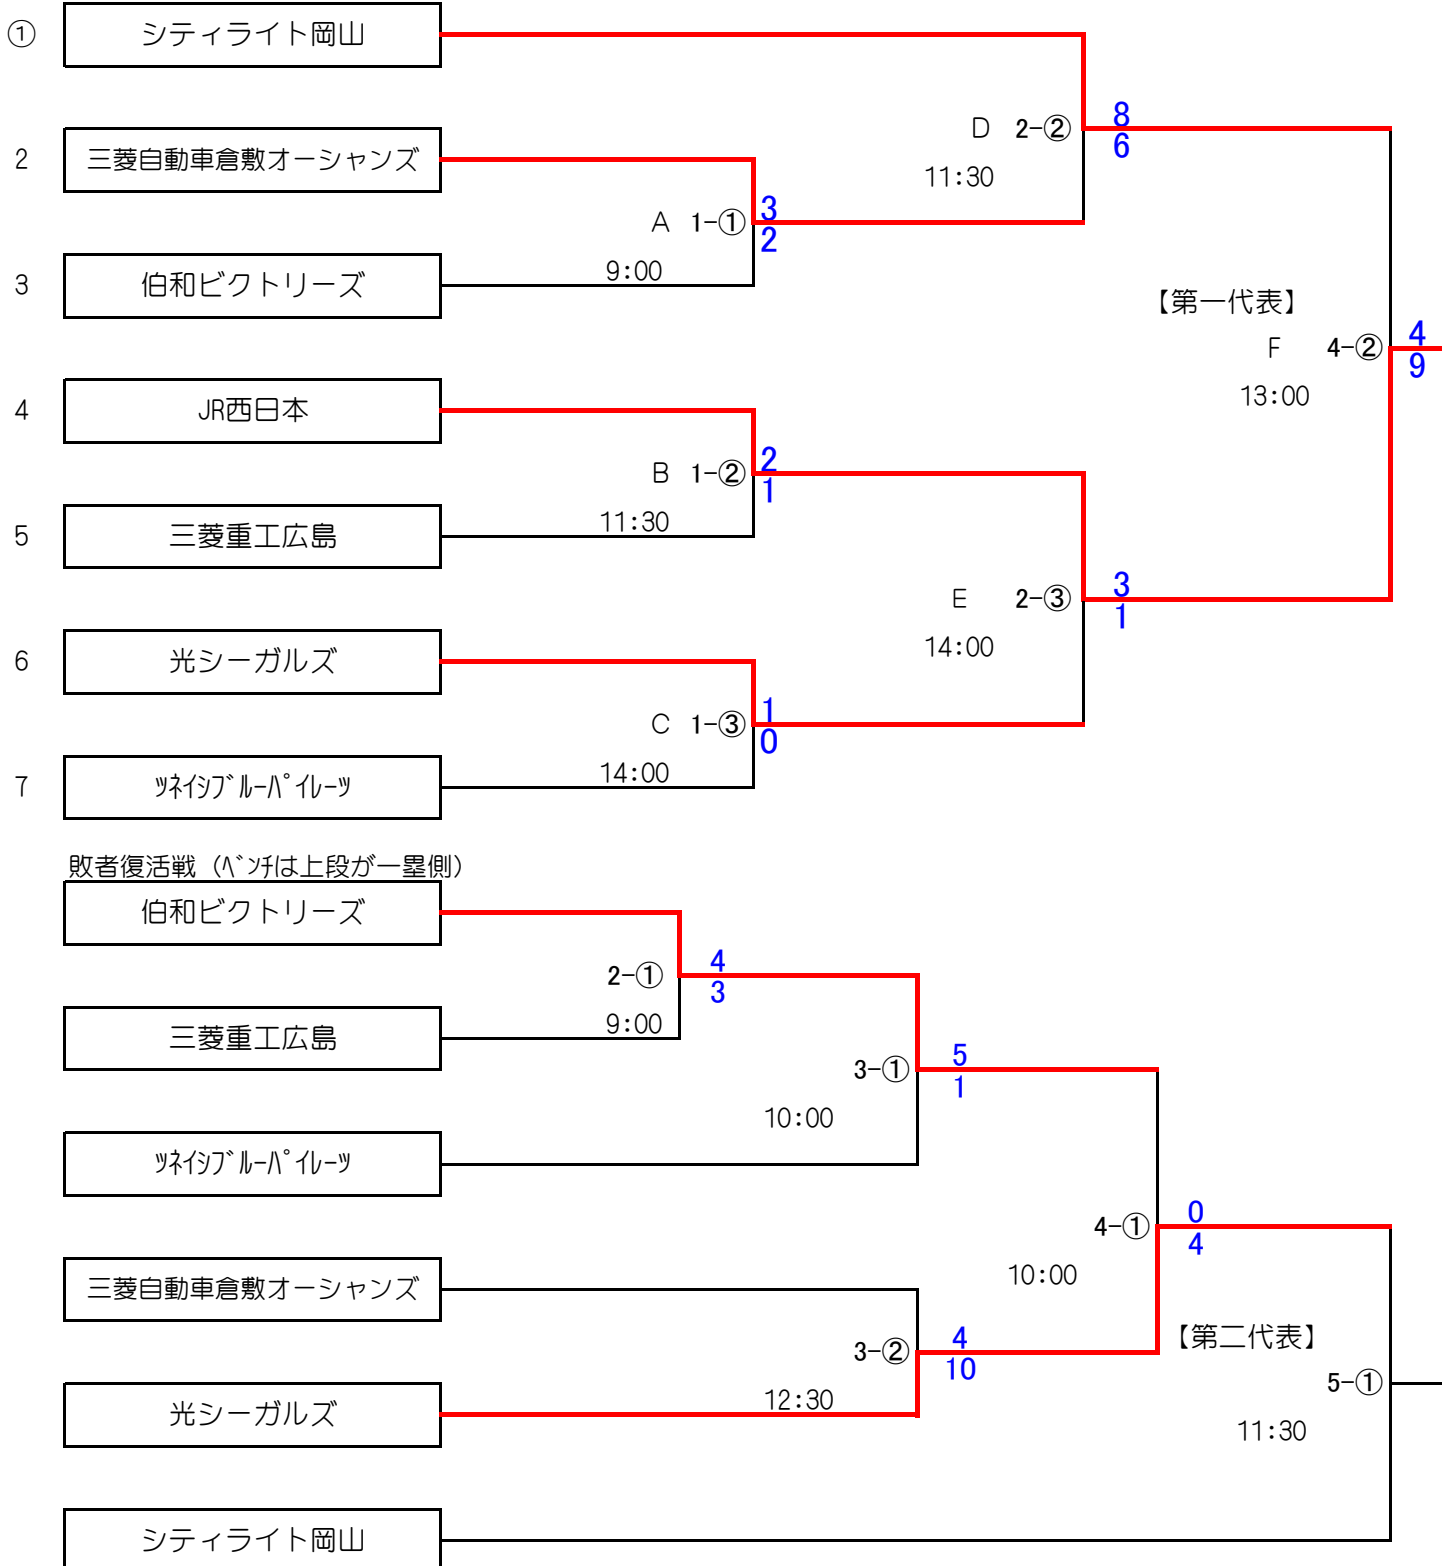 ① シティライト岡山
D 2-② 8
6
11:30
2 三菱自動車倉敷オーシャンズ
A 1-① 3
2
9:00
3 伯和ビクトリーズ
【第一代表】
F 4-② 4
9
13:00
4 JR西日本
B 1-② 2
1
11:30
5 三菱重工広島
E 2-③ 3
1
14:00
6 光シーガルズ
C 1-③ 1
0
14:00
7 ﾂﾈｲｼﾌﾞﾙｰﾊﾟｲﾚｰﾂ
敗者復活戦（ﾍﾞﾝﾁは上段が一塁側）
伯和ビクトリーズ
2-① 4
3
9:00
三菱重工広島
3-① 5
1
10:00
ﾂﾈｲｼﾌﾞﾙｰﾊﾟｲﾚｰﾂ
4-① 0
4
10:00
三菱自動車倉敷オーシャンズ
【第二代表】
3-② 4
10
12:30
光シーガルズ
5-①
11:30
シティライト岡山